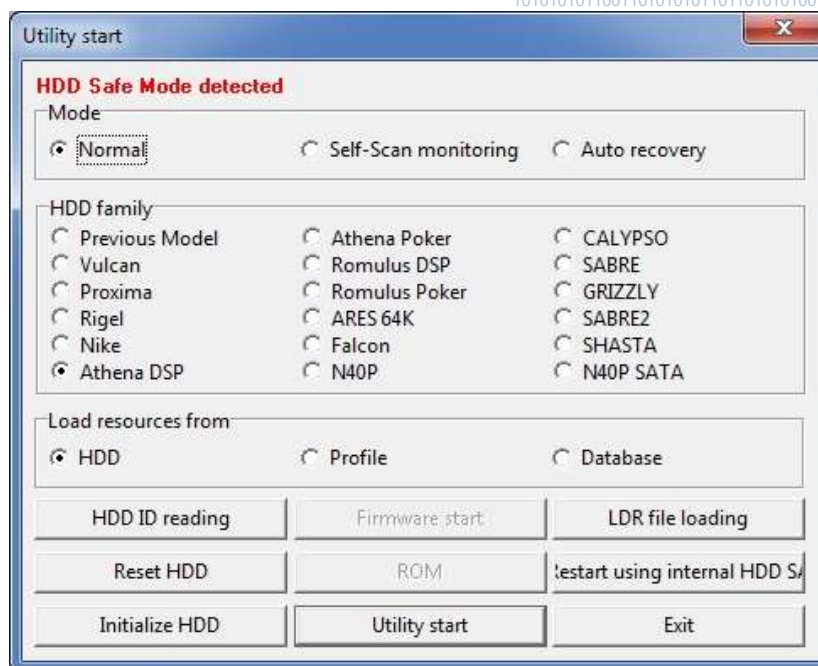 Utility start
HDD Safe Mode detected
Mode
Normal Self-Scan monitoring Auto recovery
HDD family
Previous Model Athena Poker CALYPSO
Vulcan Romulus DSP SABRE
Proxima Romulus Poker GRIZZLY
Rigel ARES 64K SABRE2
Nike Falcon SHASTA
Athena DSP N40P N40P SATA
Load resources from
HDD Profile Database
HDD ID reading Firmware start LDR file loading
Reset HDD ROM using internal HDD
Initialize HDD Utility start Exit